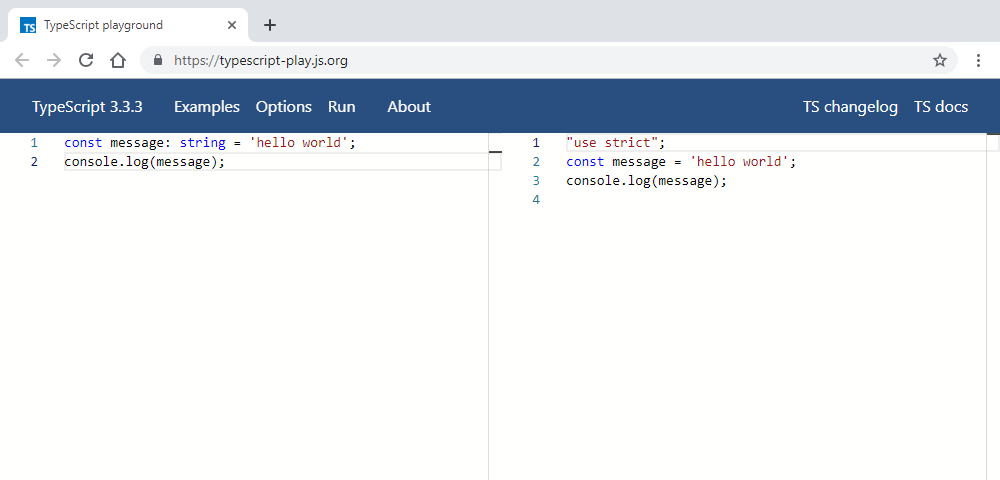 TS TypeScript playground
https://typescript-play.js.org
TypeScript 3.3.3 Examples Options Run About TS changelog TS docs
1 const message: string = 'hello world';
2 console.log(message);
1 "use strict";
2 const message = 'hello world';
3 console.log(message);
4